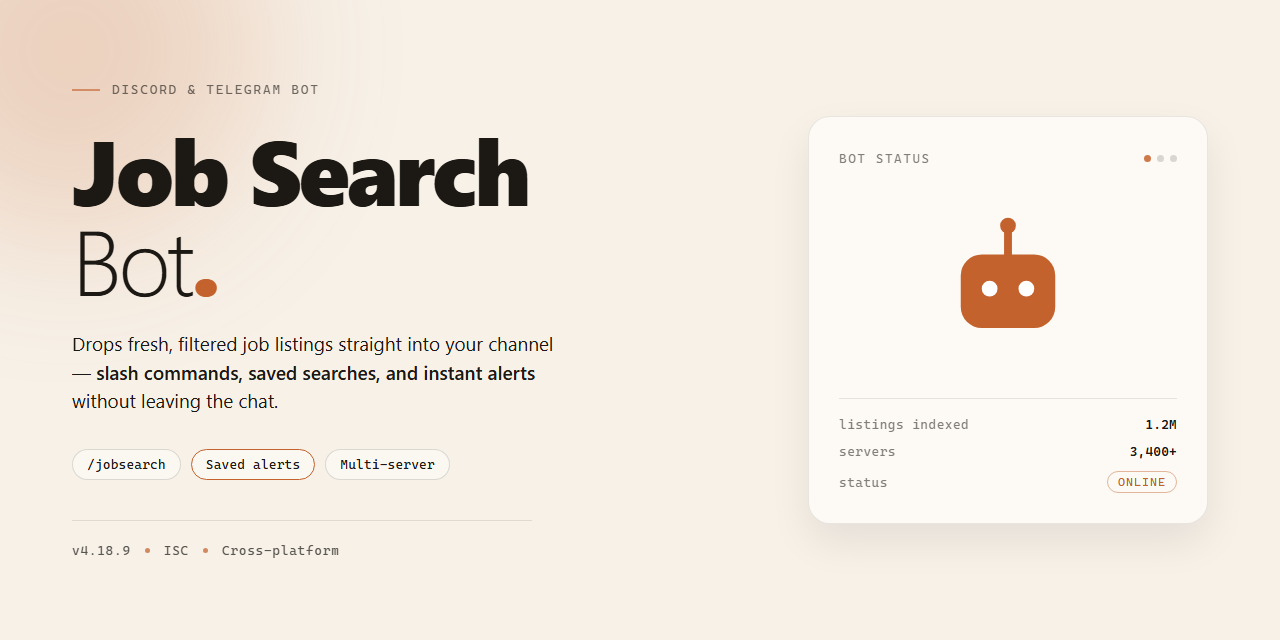 DISCORD & TELEGRAM BOT
Job Search
Bot.
Drops fresh, filtered job listings straight into your channel
— slash commands, saved searches, and instant alerts
without leaving the chat.
/jobsearch Saved alerts Multi-server
v4.18.9 • ISC • Cross-platform
BOT STATUS
listings indexed 1.2M
servers 3,400+
status ONLINE